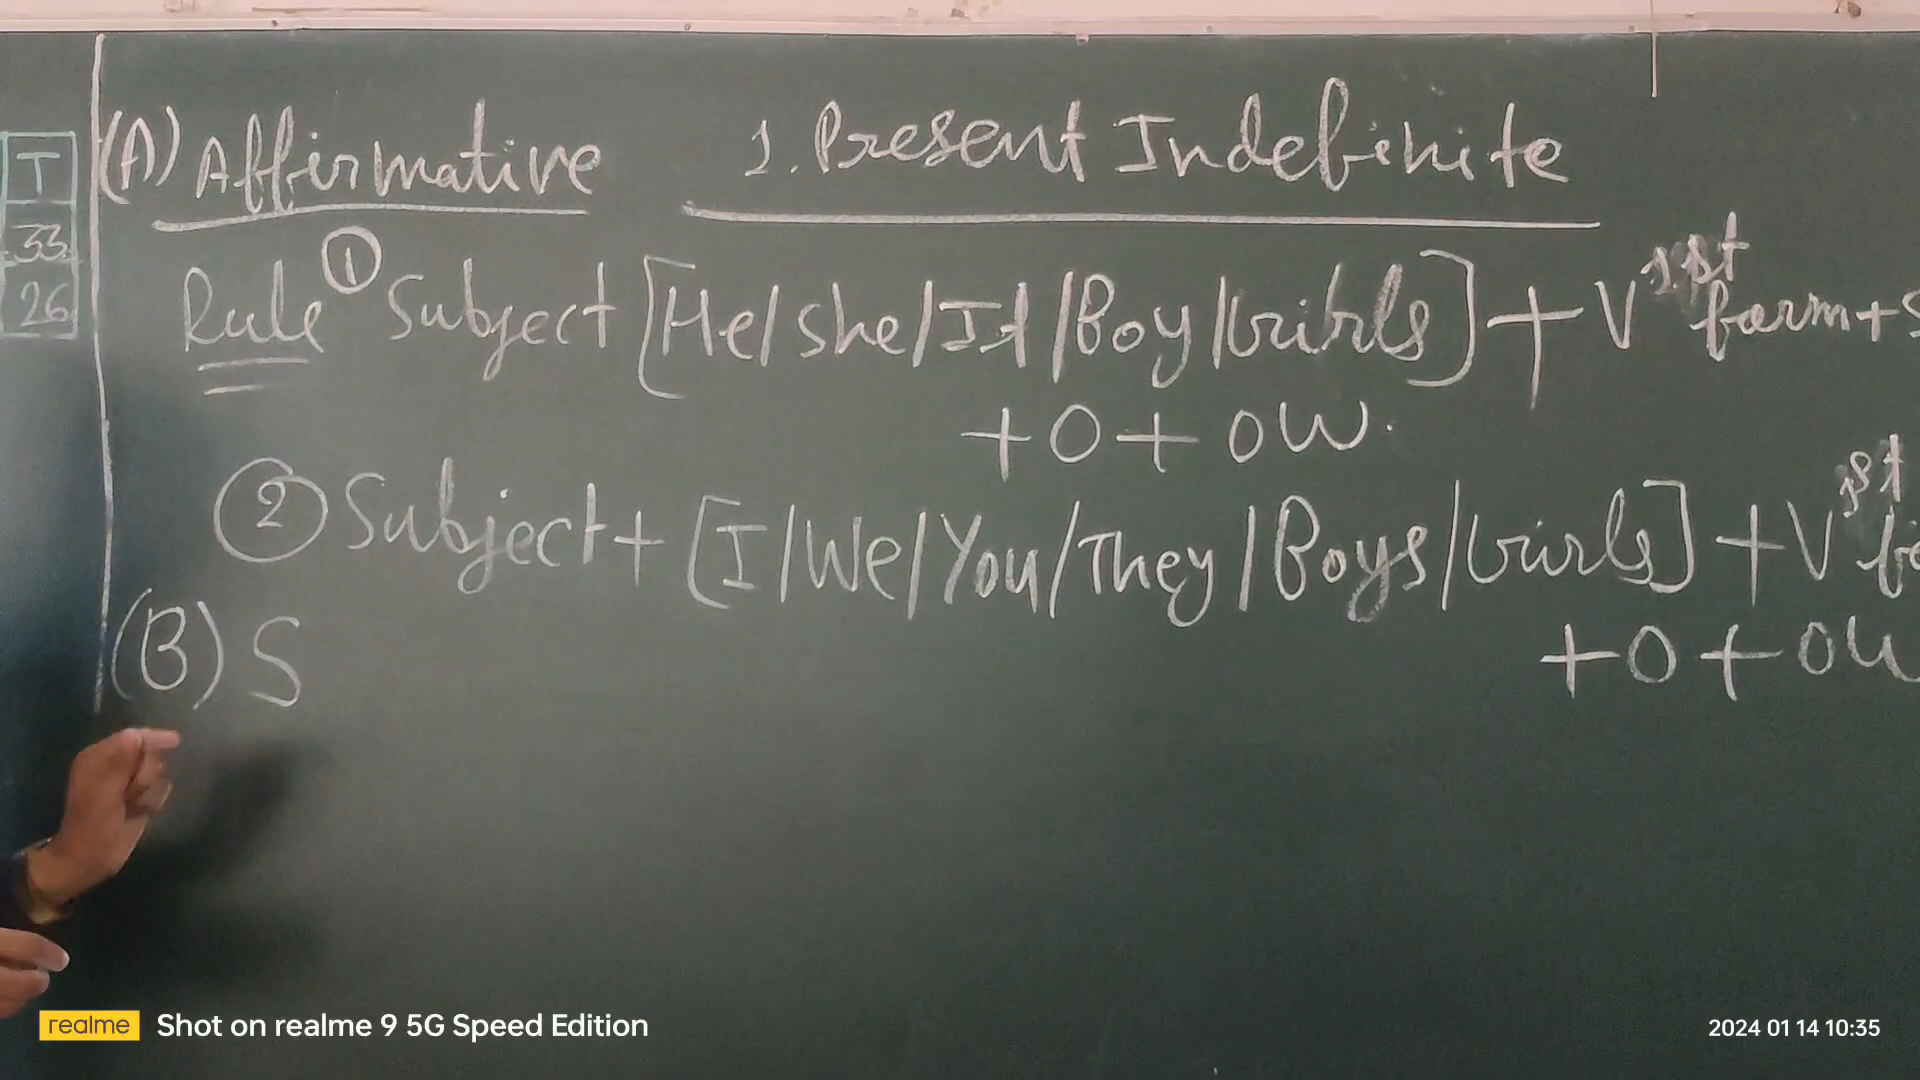 (A) Affirmative 1. Present Indefinite
T
33
26
Rule ① Subject [He/she/It/Boy/Girls] + V 1st form + S
+ O + OW.
② Subject + [I/We/You/They/Boys/Girls] + V 1st fo
+ O + OW
(B) S
realme Shot on realme 9 5G Speed Edition
2024 01 14 10:35